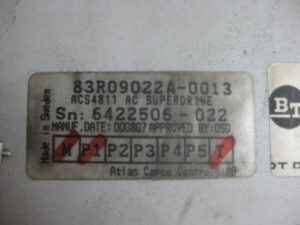 83R09022A-0013
ACS4811 AC SUPERDRIVE
Sn: 6422506 - 022
MANUF. DATE: 000807 APPROVED BY: DSD
Made in Sweden
M P1 P2 P3 P4 P5 T
Atlas Copco Controls AB
BT